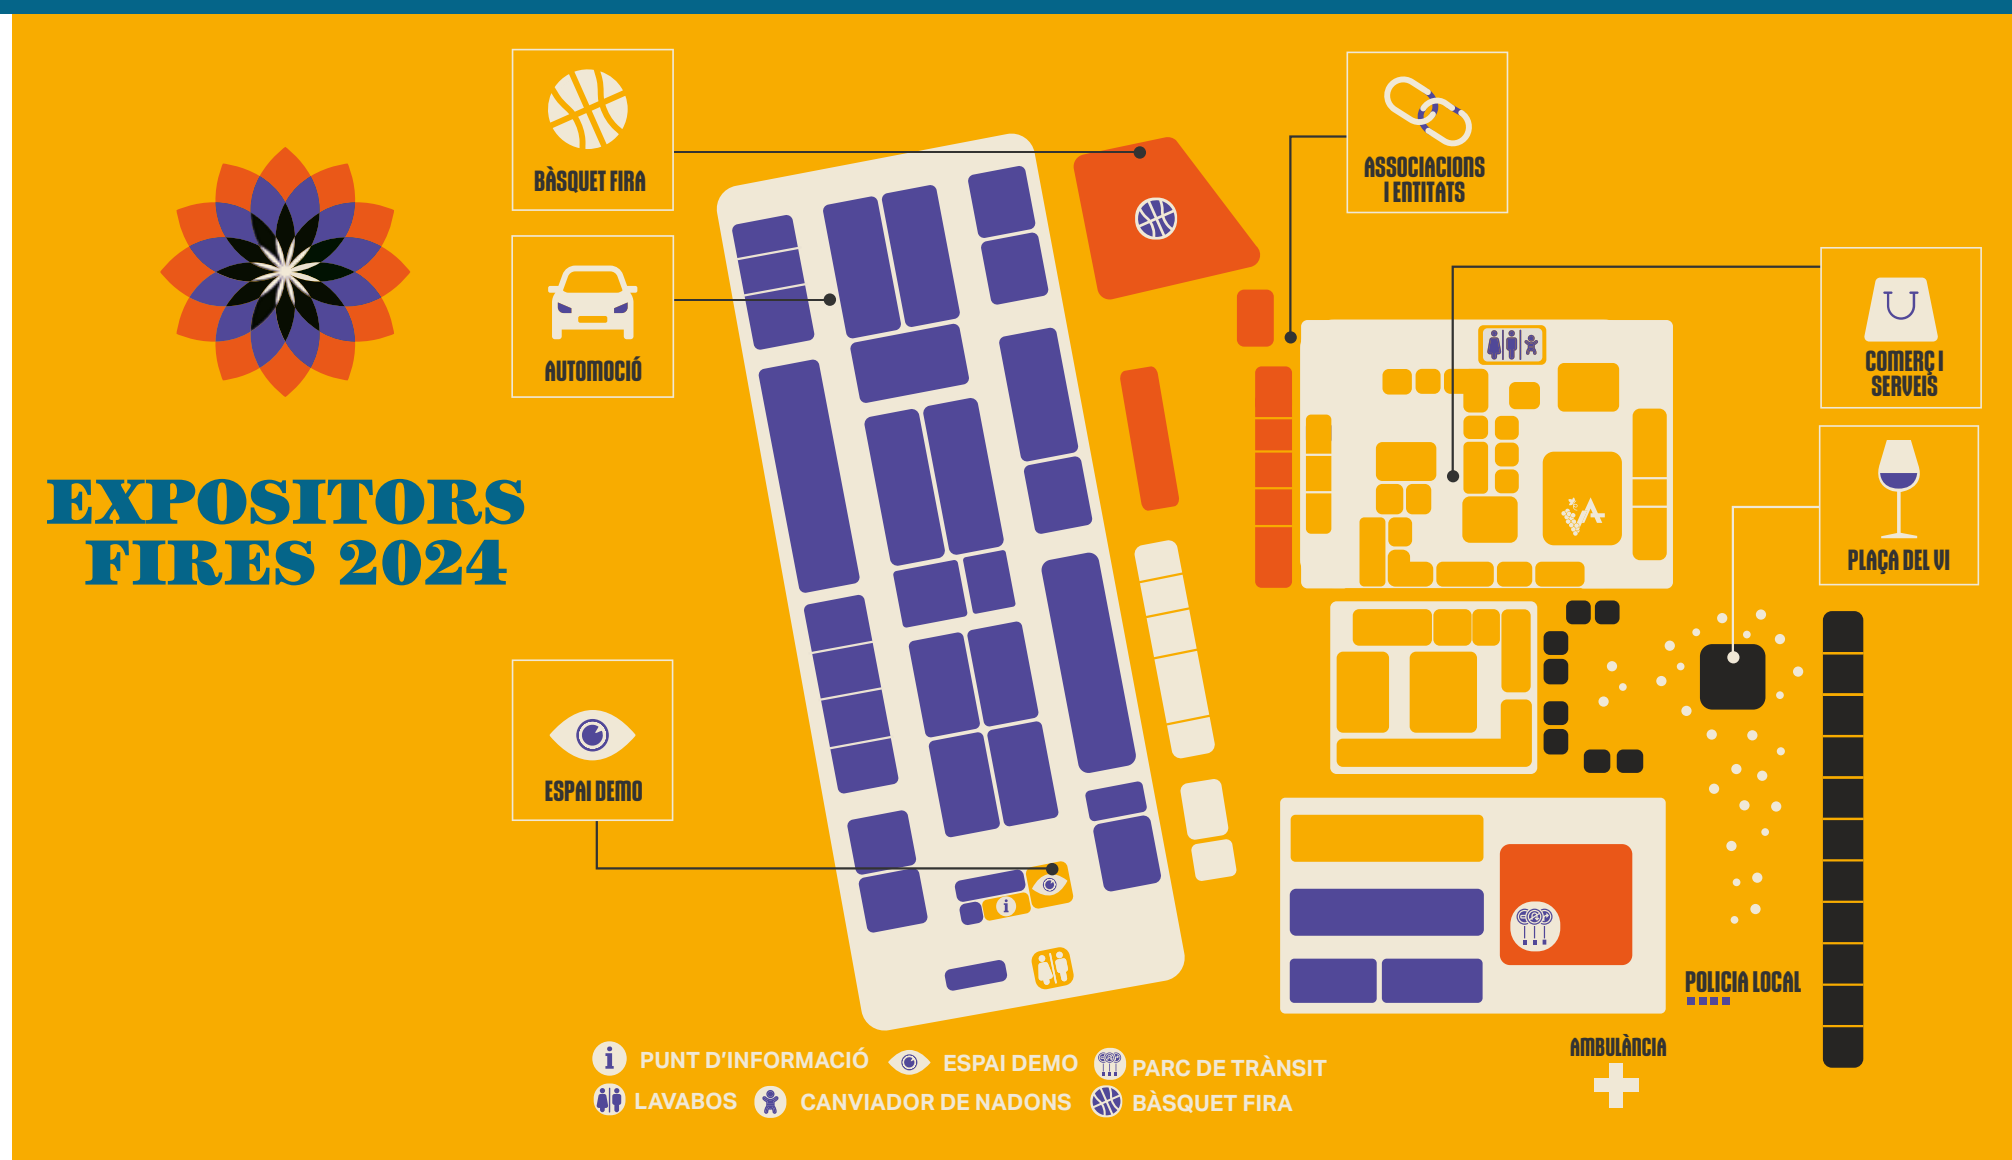 BÀSQUET FIRA
AUTOMOCIÓ
ASSOCIACIONS
I ENTITATS
COMERÇ I
SERVEIS
PLAÇA DEL VI
EXPOSITORS
FIRES 2024
ESPAI DEMO
i
VA
POLICIA LOCAL
AMBULÀNCIA
i PUNT D'INFORMACIÓ
ESPAI DEMO
PARC DE TRÀNSIT
LAVABOS
CANVIADOR DE NADONS
BÀSQUET FIRA